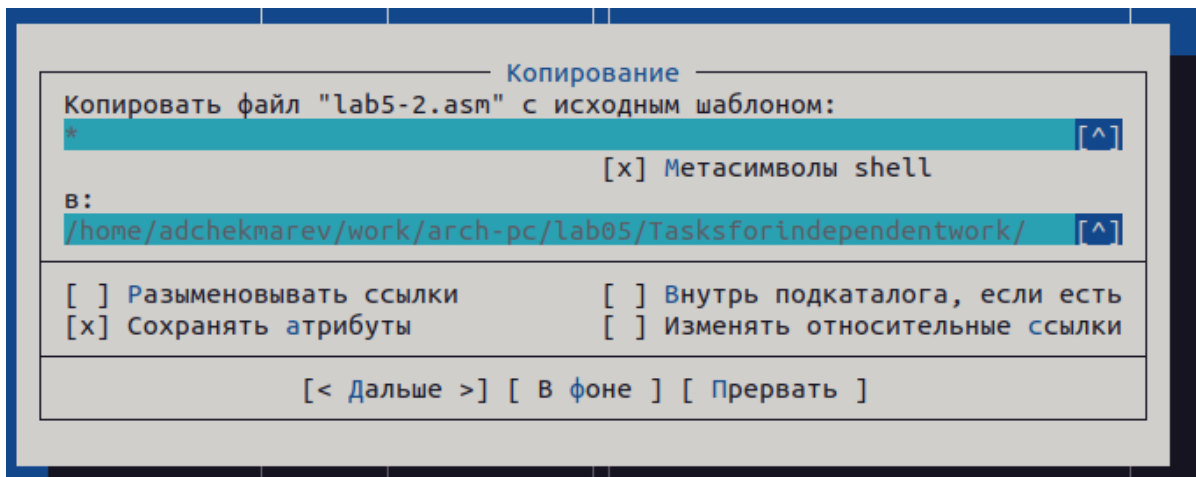 Копирование
Копировать файл "lab5-2.asm" с исходным шаблоном:
* [^]
[x] Метасимволы shell
в:
/home/adchekmarev/work/arch-pc/lab05/Tasksforindependentwork/ [^]
[ ] Разыменовывать ссылки [ ] Внутрь подкаталога, если есть
[x] Сохранять атрибуты [ ] Изменять относительные ссылки
[< Дальше >] [ В фоне ] [ Прервать ]